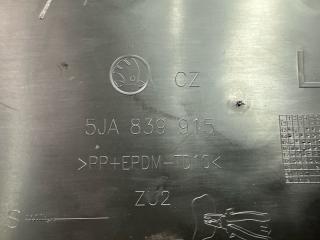 CZ
5JA 839 915
>PP+EPDM-TD10<
ZU2